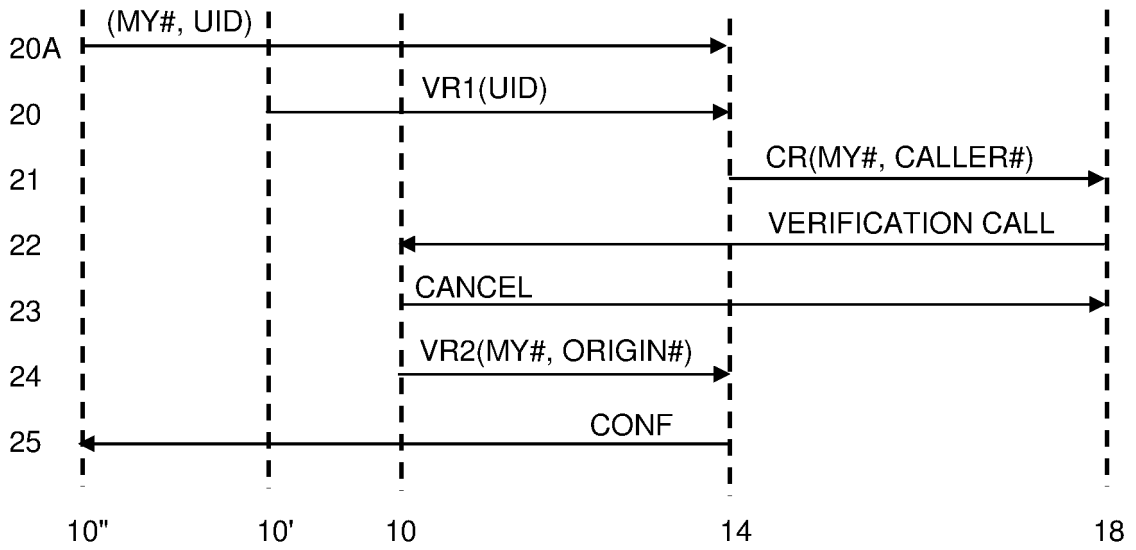 (MY#, UID)
20A
VR1(UID)
20
CR(MY#, CALLER#)
21
VERIFICATION CALL
22
CANCEL
23
VR2(MY#, ORIGIN#)
24
CONF
25
10" 10' 10 14 18